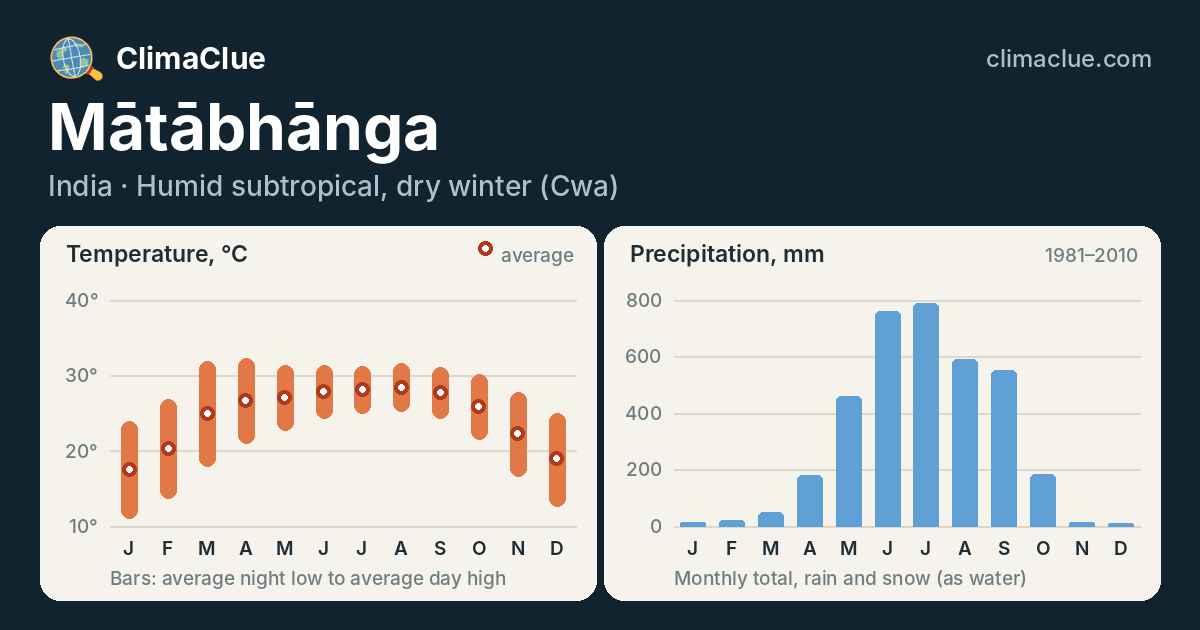 ClimaClue
climaclue.com
Mātābhānga
India · Humid subtropical, dry winter (Cwa)
Temperature, °C
average
40°
30°
20°
10°
J F M A M J J A S O N D
Bars: average night low to average day high
Precipitation, mm
1981–2010
800
600
400
200
0
J F M A M J J A S O N D
Monthly total, rain and snow (as water)